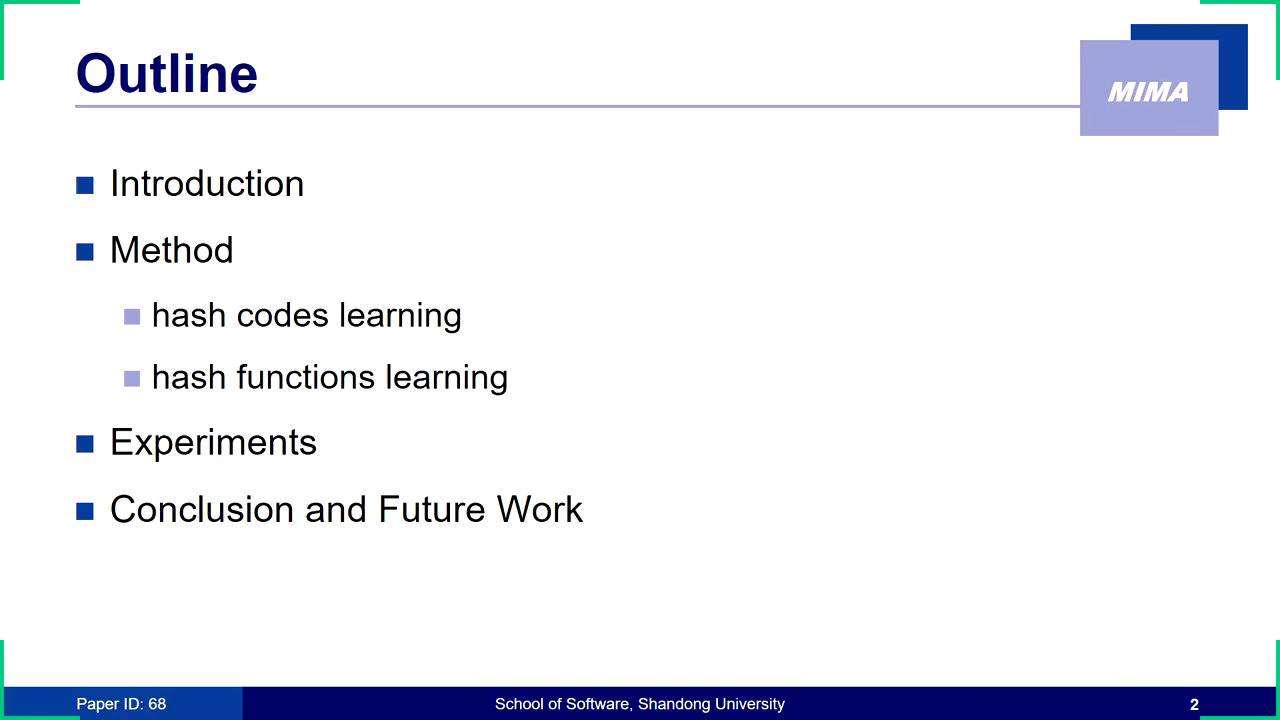 Outline
MIMA
Introduction
Method
hash codes learning
hash functions learning
Experiments
Conclusion and Future Work
Paper ID: 68
School of Software, Shandong University
2